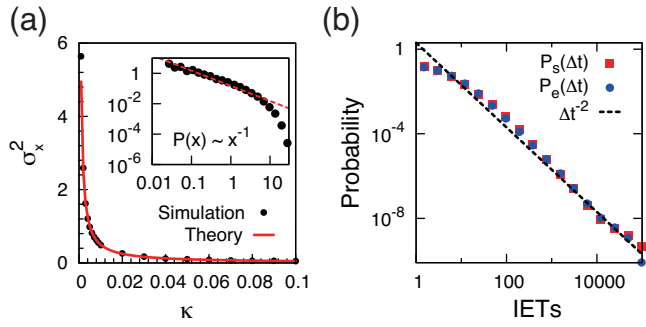 (a)
6
4
2
0
σ²ₓ
1
10⁻²
10⁻⁴
10⁻⁶
P(x) ~ x⁻¹
0.01 0.1 1 10
Simulation
Theory
0 0.02 0.04 0.06 0.08 0.1
κ
(b)
1
10⁻⁴
10⁻⁸
Probability
Pₛ(Δt)
Pₑ(Δt)
Δt⁻²
1 100 10000
IETs